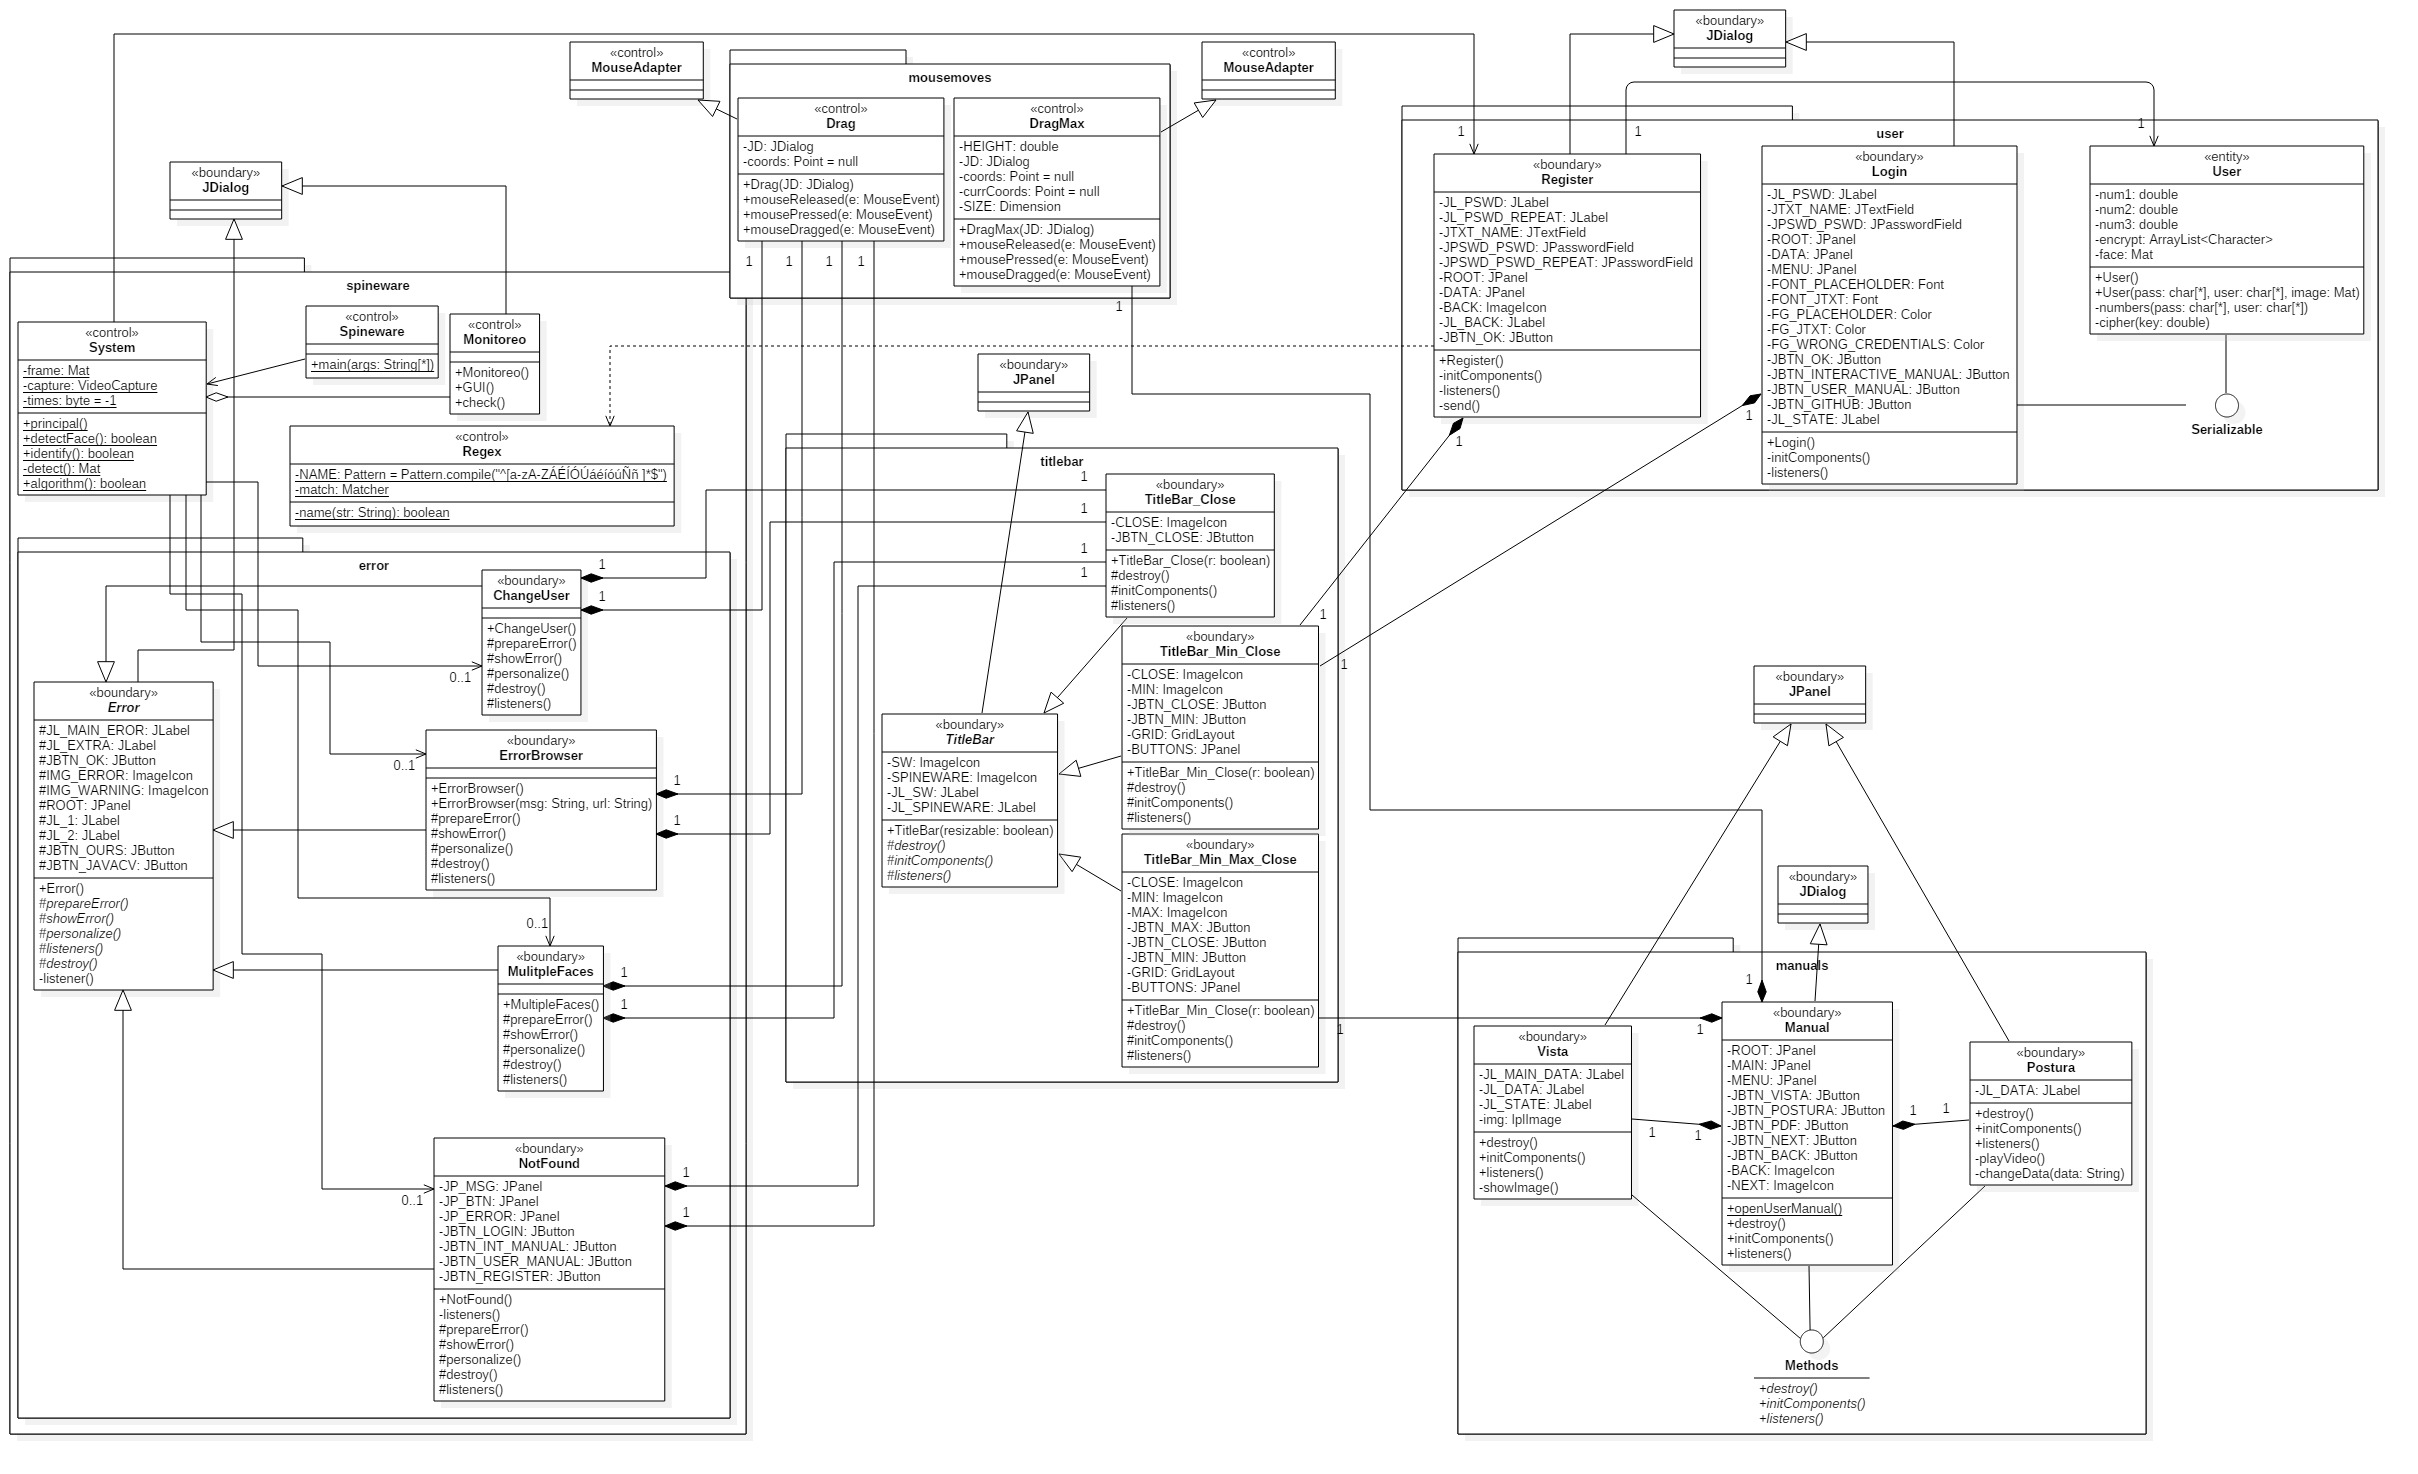 «control»
MouseAdapter
mousemoves
«control»
Drag
-JD: JDialog
-coords: Point = null
+Drag(JD: JDialog)
+mouseReleased(e: MouseEvent)
+mousePressed(e: MouseEvent)
+mouseDragged(e: MouseEvent)
1
1
1
1
«control»
DragMax
-HEIGHT: double
-JD: JDialog
-coords: Point = null
-currCoords: Point = null
-SIZE: Dimension
+DragMax(JD: JDialog)
+mouseReleased(e: MouseEvent)
+mousePressed(e: MouseEvent)
+mouseDragged(e: MouseEvent)
1
«control»
MouseAdapter
«boundary»
JDialog
user
1
1
1
«boundary»
Register
-JL_PSWD: JLabel
-JL_PSWD_REPEAT: JLabel
-JTXT_NAME: JTextField
-JPSWD_PSWD: JPasswordField
-JPSWD_PSWD_REPEAT: JPasswordField
-ROOT: JPanel
-DATA: JPanel
-BACK: ImageIcon
-JL_BACK: JLabel
-JBTN_OK: JButton
+Register()
-initComponents()
-listeners()
-send()
1
«boundary»
Login
-JL_PSWD: JLabel
-JTXT_NAME: JTextField
-JPSWD_PSWD: JPasswordField
-ROOT: JPanel
-DATA: JPanel
-MENU: JPanel
-FONT_PLACEHOLDER: Font
-FONT_JTXT: Font
-FG_PLACEHOLDER: Color
-FG_JTXT: Color
-FG_WRONG_CREDENTIALS: Color
-JBTN_OK: JButton
-JBTN_INTERACTIVE_MANUAL: JButton
-JBTN_USER_MANUAL: JButton
-JBTN_GITHUB: JButton
-JL_STATE: JLabel
+Login()
-initComponents()
-listeners()
1
«entity»
User
-num1: double
-num2: double
-num3: double
-encrypt: ArrayList<Character>
-face: Mat
+User()
+User(pass: char[*], user: char[*], image: Mat)
-numbers(pass: char[*], user: char[*])
-cipher(key: double)
Serializable
«boundary»
JDialog
spineware
«control»
System
-frame: Mat
-capture: VideoCapture
-times: byte = -1
+principal()
+detectFace(): boolean
+identify(): boolean
-detect(): Mat
+algorithm(): boolean
«control»
Spineware
+main(args: String[*])
«control»
Monitoreo
+Monitoreo()
+GUI()
+check()
«control»
Regex
-NAME: Pattern = Pattern.compile("^[a-zA-ZÁÉÍÓÚáéíóúÑñ ]*$")
-match: Matcher
-name(str: String): boolean
error
«boundary»
ChangeUser
+ChangeUser()
#prepareError()
#showError()
#personalize()
#destroy()
#listeners()
1
1
0..1
«boundary»
Error
#JL_MAIN_EROR: JLabel
#JL_EXTRA: JLabel
#JBTN_OK: JButton
#IMG_ERROR: ImageIcon
#IMG_WARNING: ImageIcon
#ROOT: JPanel
#JL_1: JLabel
#JL_2: JLabel
#JBTN_OURS: JButton
#JBTN_JAVACV: JButton
+Error()
#prepareError()
#showError()
#personalize()
#listeners()
#destroy()
-listener()
«boundary»
ErrorBrowser
+ErrorBrowser()
+ErrorBrowser(msg: String, url: String)
#prepareError()
#showError()
#personalize()
#destroy()
#listeners()
0..1
1
1
«boundary»
MulitpleFaces
+MultipleFaces()
#prepareError()
#showError()
#personalize()
#destroy()
#listeners()
0..1
1
1
«boundary»
NotFound
-JP_MSG: JPanel
-JP_BTN: JPanel
-JP_ERROR: JPanel
-JBTN_LOGIN: JButton
-JBTN_INT_MANUAL: JButton
-JBTN_USER_MANUAL: JButton
-JBTN_REGISTER: JButton
+NotFound()
-listeners()
#prepareError()
#showError()
#personalize()
#destroy()
#listeners()
0..1
1
1
«boundary»
JPanel
titlebar
1
1
1
1
«boundary»
TitleBar_Close
-CLOSE: ImageIcon
-JBTN_CLOSE: JBtutton
+TitleBar_Close(r: boolean)
#destroy()
#initComponents()
#listeners()
«boundary»
TitleBar_Min_Close
-CLOSE: ImageIcon
-MIN: ImageIcon
-JBTN_CLOSE: JButton
-JBTN_MIN: JButton
-GRID: GridLayout
-BUTTONS: JPanel
+TitleBar_Min_Close(r: boolean)
#destroy()
#initComponents()
#listeners()
1
1
«boundary»
TitleBar
-SW: ImageIcon
-SPINEWARE: ImageIcon
-JL_SW: JLabel
-JL_SPINEWARE: JLabel
+TitleBar(resizable: boolean)
#destroy()
#initComponents()
#listeners()
«boundary»
TitleBar_Min_Max_Close
-CLOSE: ImageIcon
-MIN: ImageIcon
-MAX: ImageIcon
-JBTN_MAX: JButton
-JBTN_CLOSE: JButton
-JBTN_MIN: JButton
-GRID: GridLayout
-BUTTONS: JPanel
+TitleBar_Min_Close(r: boolean)
#destroy()
#initComponents()
#listeners()
1
«boundary»
JPanel
«boundary»
JDialog
manuals
«boundary»
Vista
-JL_MAIN_DATA: JLabel
-JL_DATA: JLabel
-JL_STATE: JLabel
-img: IplImage
+destroy()
+initComponents()
+listeners()
-showImage()
1
1
1
1
«boundary»
Manual
-ROOT: JPanel
-MAIN: JPanel
-MENU: JPanel
-JBTN_VISTA: JButton
-JBTN_POSTURA: JButton
-JBTN_PDF: JButton
-JBTN_NEXT: JButton
-JBTN_BACK: JButton
-BACK: ImageIcon
-NEXT: ImageIcon
+openUserManual()
+destroy()
+initComponents()
+listeners()
1
1
«boundary»
Postura
-JL_DATA: JLabel
+destroy()
+initComponents()
+listeners()
-playVideo()
-changeData(data: String)
Methods
+destroy()
+initComponents()
+listeners()